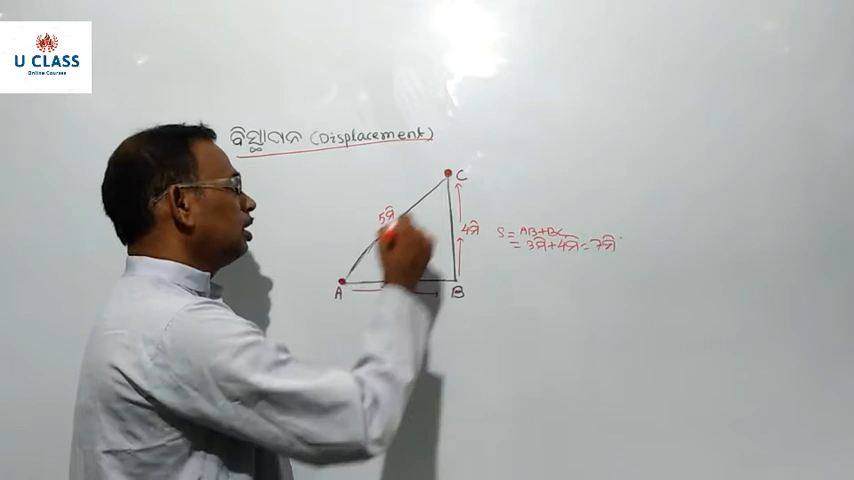 U CLASS
Online Courses
ବିସ୍ଥାପନ (Displacement)
C
5ମି
4ମି
S = AB+BC
= 3ମି+4ମି = 7ମି
A
B